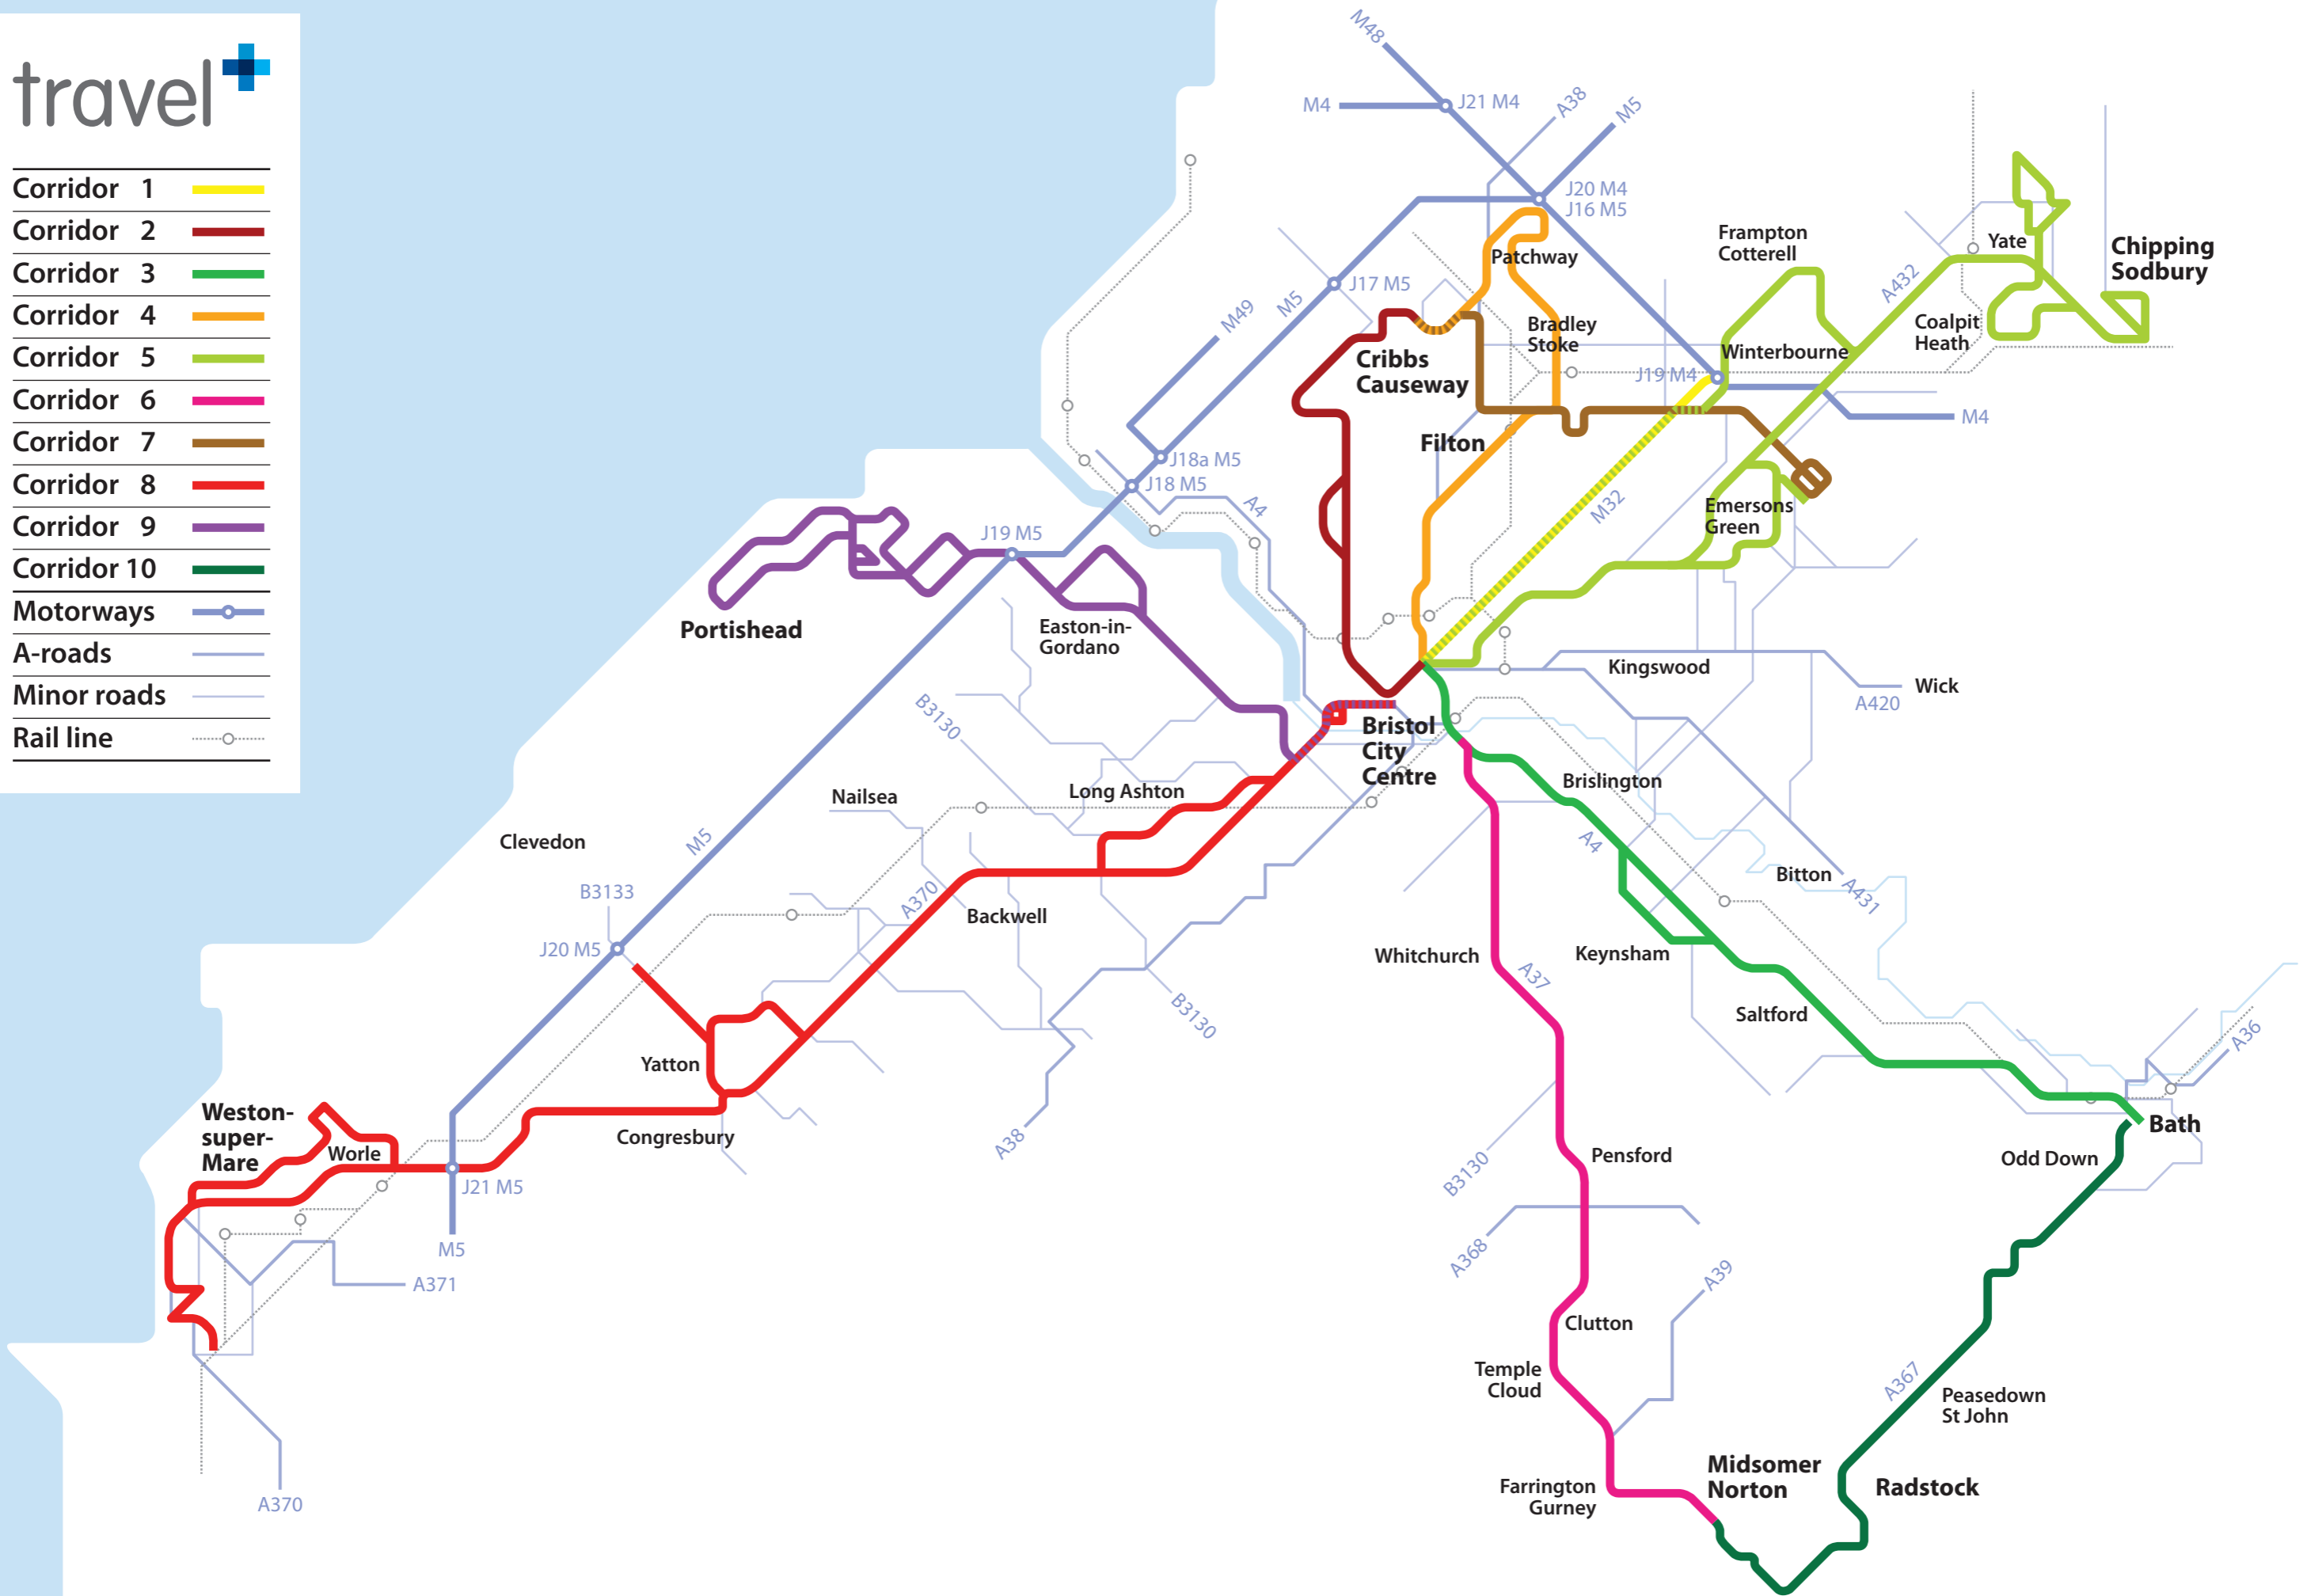 travel
Corridor 1
Corridor 2
Corridor 3
Corridor 4
Corridor 5
Corridor 6
Corridor 7
Corridor 8
Corridor 9
Corridor 10
Motorways
A-roads
Minor roads
Rail line
M48
M4
J21 M4
A38
M5
J20 M4
J16 M5
Patchway
J17 M5
M5
M49
Frampton
Cotterell
A432
Yate
Chipping
Sodbury
Coalpit
Heath
Bradley
Stoke
Winterbourne
J19 M4
M4
Cribbs
Causeway
Filton
J18a M5
J18 M5
A4
M32
Emersons
Green
J19 M5
Portishead
Easton-in-
Gordano
Kingswood
Wick
A420
B3130
Bristol
City
Centre
Brislington
Long Ashton
Nailsea
Clevedon
M5
A4
Bitton
A431
B3133
A370
Backwell
J20 M5
Whitchurch
A37
Keynsham
Saltford
B3130
A36
Yatton
Weston-
super-
Mare
Worle
Congresbury
A38
J21 M5
Bath
Odd Down
B3130
Pensford
M5
A371
A368
A39
Clutton
Temple
Cloud
A367
Peasedown
St John
Midsomer
Norton
Radstock
Farrington
Gurney
A370